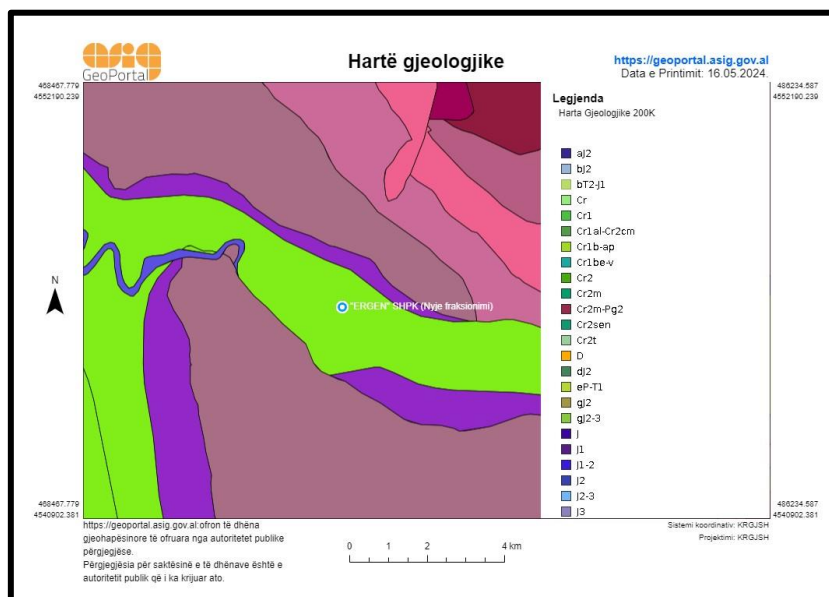 asig
GeoPortal
Hartë gjeologjike
https://geoportal.asig.gov.al
Data e Printimit: 16.05.2024.
468467.779
4552190.239
486234.587
4552190.239
Legjenda
Harta Gjeologjike 200K
aJ2
bJ2
bT2-J1
Cr
Cr1
Cr1al-Cr2cm
Cr1b-ap
Cr1be-v
Cr2
Cr2m
Cr2m-Pg2
Cr2sen
Cr2t
D
dJ2
eP-T1
gJ2
gJ2-3
J
J1
J1-2
J2
J2-3
J3
N
"ERGEN" SHPK (Nyje fraksionimi)
468467.779
4540902.381
486234.587
4540902.381
https://geoportal.asig.gov.al:ofron të dhëna
gjeohapësinore të ofruara nga autoritetet publike
përgjegjëse.
Përgjegjësia për saktësinë e të dhënave është e
autoritetit publik që i ka krijuar ato.
0 1 2 4 km
Sistemi koordinativ: KRGJSH
Projektimi: KRGJSH